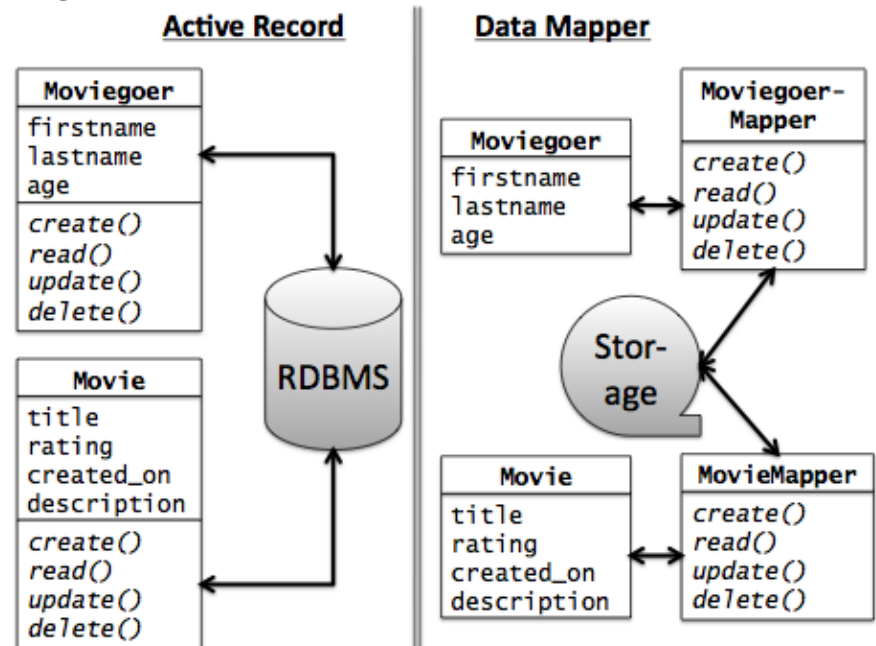 Active Record
Moviegoer
firstname
lastname
age
create()
read()
update()
delete()
Movie
title
rating
created_on
description
create()
read()
update()
delete()
RDBMS
Data Mapper
Moviegoer
firstname
lastname
age
Moviegoer-
Mapper
create()
read()
update()
delete()
Stor-
age
Movie
title
rating
created_on
description
MovieMapper
create()
read()
update()
delete()